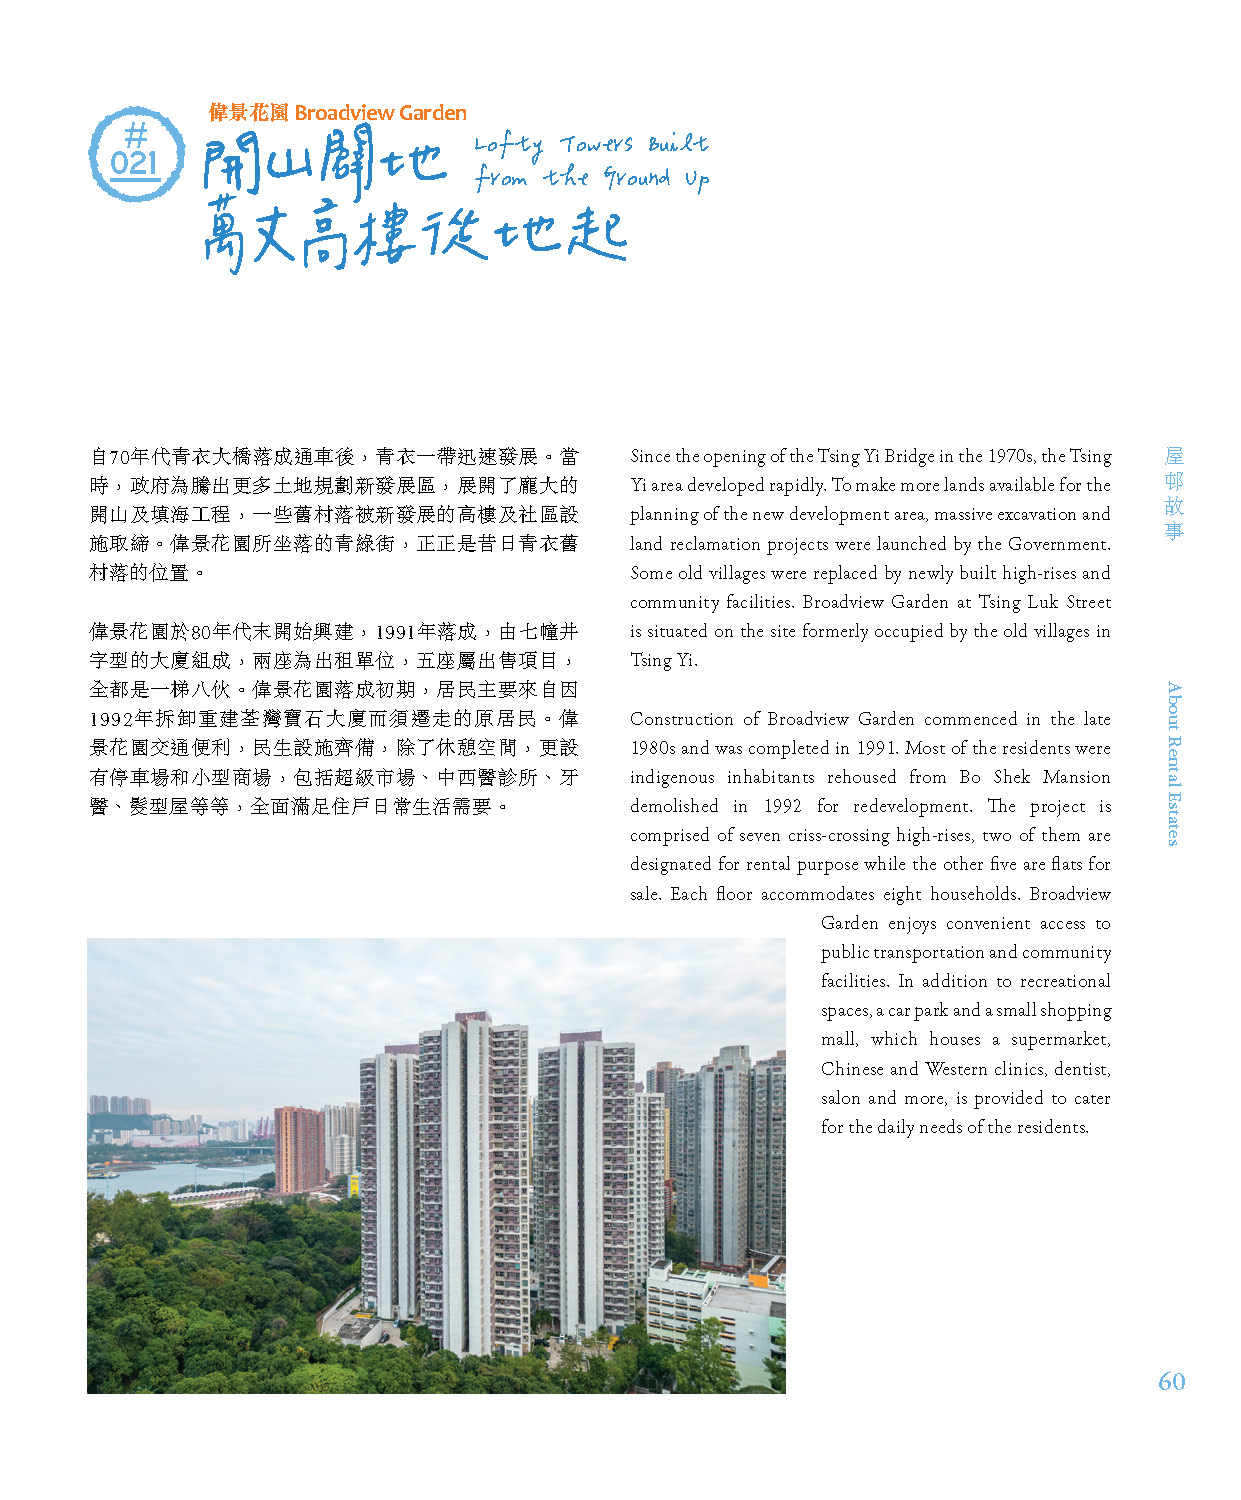 #
021
偉景花園 Broadview Garden
開山闢地
萬丈高樓從地起
Lofty Towers Built
from the Ground Up
自70年代青衣大橋落成通車後，青衣一帶迅速發展。當
時，政府為騰出更多土地規劃新發展區，展開了龐大的
開山及填海工程，一些舊村落被新發展的高樓及社區設
施取締。偉景花園所坐落的青綠街，正正是昔日青衣舊
村落的位置。
偉景花園於80年代末開始興建，1991年落成，由七幢井
字型的大廈組成，兩座為出租單位，五座屬出售項目，
全都是一梯八伙。偉景花園落成初期，居民主要來自因
1992年拆卸重建荃灣寶石大廈而須遷走的原居民。偉
景花園交通便利，民生設施齊備，除了休憩空間，更設
有停車場和小型商場，包括超級市場、中西醫診所、牙
醫、髮型屋等等，全面滿足住戶日常生活需要。
Since the opening of the Tsing Yi Bridge in the 1970s, the Tsing
Yi area developed rapidly. To make more lands available for the
planning of the new development area, massive excavation and
land reclamation projects were launched by the Government.
Some old villages were replaced by newly built high-rises and
community facilities. Broadview Garden at Tsing Luk Street
is situated on the site formerly occupied by the old villages in
Tsing Yi.
Construction of Broadview Garden commenced in the late
1980s and was completed in 1991. Most of the residents were
indigenous inhabitants rehoused from Bo Shek Mansion
demolished in 1992 for redevelopment. The project is
comprised of seven criss-crossing high-rises, two of them are
designated for rental purpose while the other five are flats for
sale. Each floor accommodates eight households. Broadview
Garden enjoys convenient access to
public transportation and community
facilities. In addition to recreational
spaces, a car park and a small shopping
mall, which houses a supermarket,
Chinese and Western clinics, dentist,
salon and more, is provided to cater
for the daily needs of the residents.
屋邨故事
About Rental Estates
60